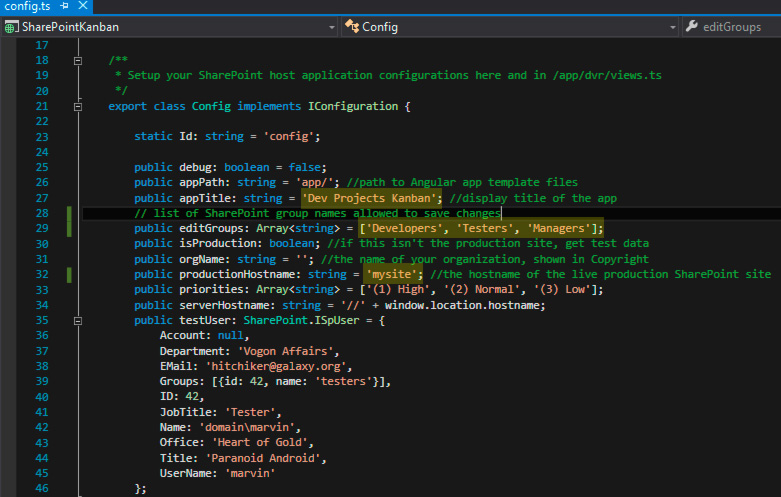 config.ts
SharePointKanban Config editGroups
17
18 /**
19 * Setup your SharePoint host application configurations here and in /app/dvr/views.ts
20 */
21 export class Config implements IConfiguration {
22
23 static Id: string = 'config';
24
25 public debug: boolean = false;
26 public appPath: string = 'app/'; //path to Angular app template files
27 public appTitle: string = 'Dev Projects Kanban'; //display title of the app
28 // list of SharePoint group names allowed to save changes
29 public editGroups: Array<string> = ['Developers', 'Testers', 'Managers'];
30 public isProduction: boolean; //if this isn't the production site, get test data
31 public orgName: string = ''; //the name of your organization, shown in Copyright
32 public productionHostname: string = 'mysite'; //the hostname of the live production SharePoint site
33 public priorities: Array<string> = ['(1) High', '(2) Normal', '(3) Low'];
34 public serverHostname: string = '//' + window.location.hostname;
35 public testUser: SharePoint.ISpUser = {
36 Account: null,
37 Department: 'Vogon Affairs',
38 EMail: 'hitchiker@galaxy.org',
39 Groups: [{id: 42, name: 'testers'}],
40 ID: 42,
41 JobTitle: 'Tester',
42 Name: 'domain\marvin',
43 Office: 'Heart of Gold',
44 Title: 'Paranoid Android',
45 UserName: 'marvin'
46 };